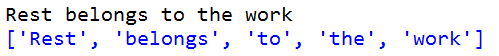 Rest belongs to the work
['Rest', 'belongs', 'to', 'the', 'work']